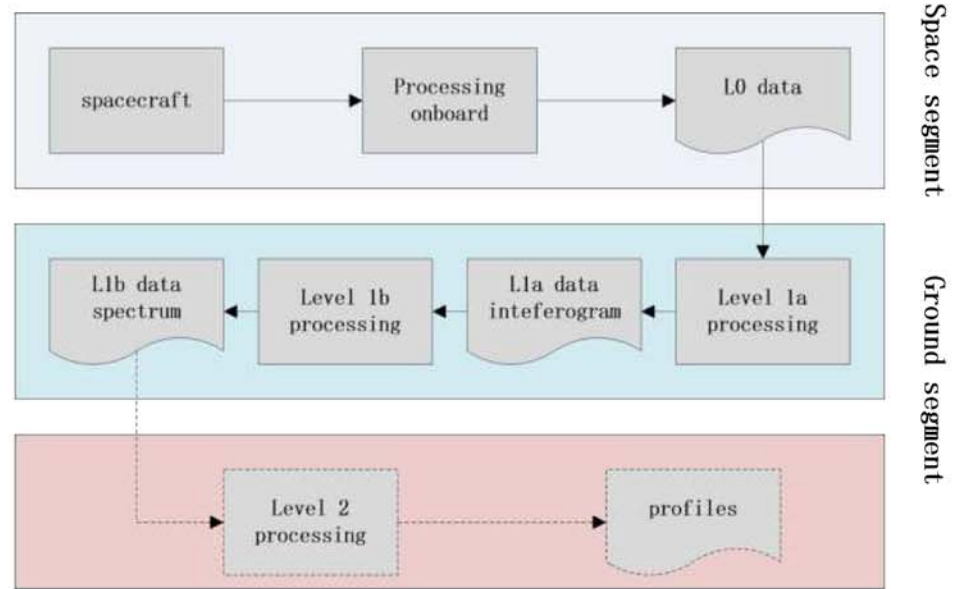 spacecraft
Processing
onboard
L0 data
Space segment
L1b data
spectrum
Level 1b
processing
L1a data
inteferogram
Level 1a
processing
Ground segment
Level 2
processing
profiles